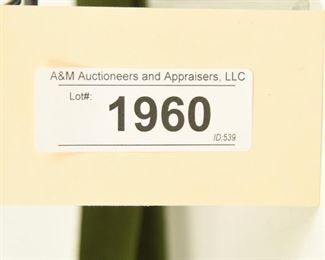 A&M Auctioneers and Appraisers, LLC
Lot#:
1960
ID:539